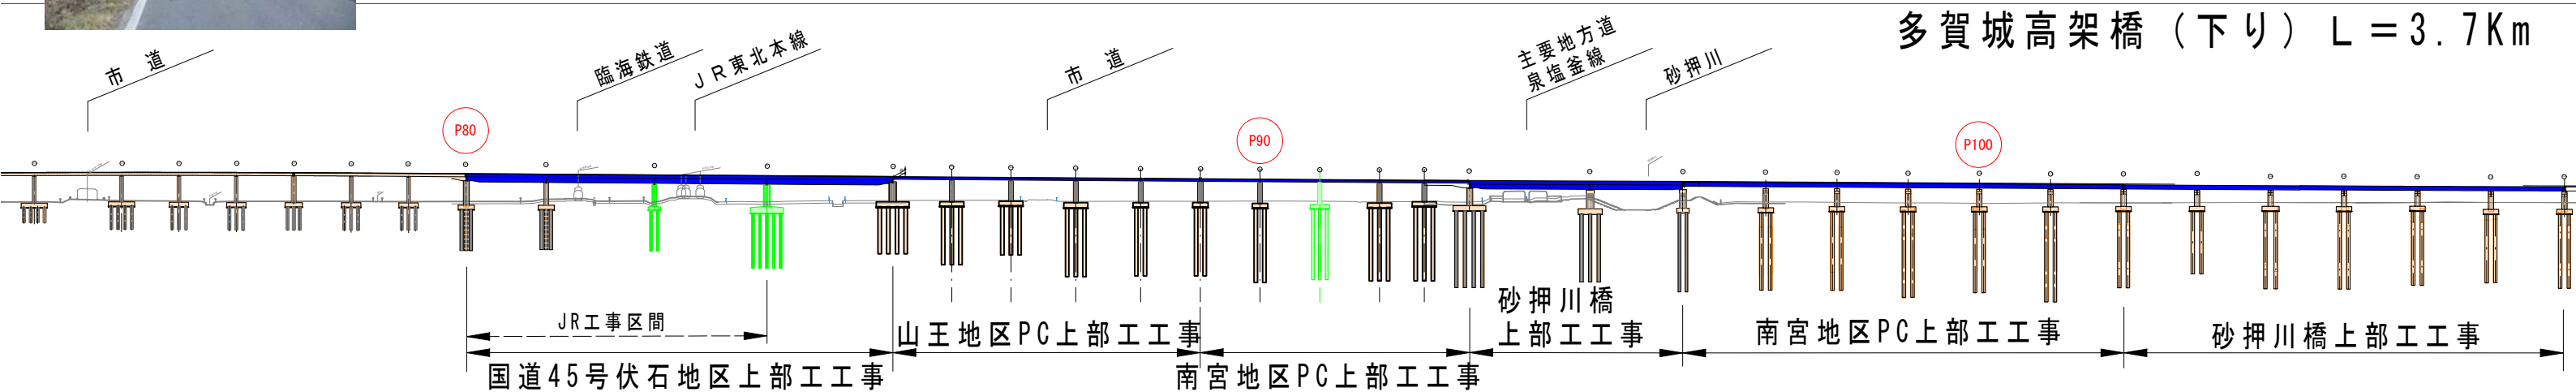 多賀城高架橋（下り）L＝3.7Km
市道
臨海鉄道
JR東北本線
市道
主要地方道
泉塩釜線
砂押川
P80
P90
P100
JR工事区間
国道45号伏石地区上部工工事
山王地区PC上部工工事
南宮地区PC上部工工事
砂押川橋
上部工工事
南宮地区PC上部工工事
砂押川橋上部工工事